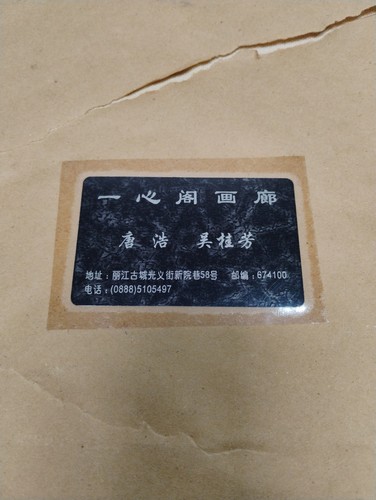 一心阁画廊
唐浩 吴桂芳
地址：丽江古城光义街新院巷58号 邮编：674100
电话：(0888)5105497